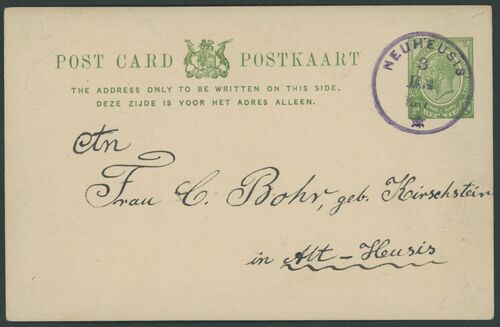 POST CARD POSTKAART
THE ADDRESS ONLY TO BE WRITTEN ON THIS SIDE.
DEZE ZIJDE IS VOOR HET ADRES ALLEEN.
NEUHEUSIS
An
Frau C. Bohr, geb. Kirschstein
in Alt-Heusis